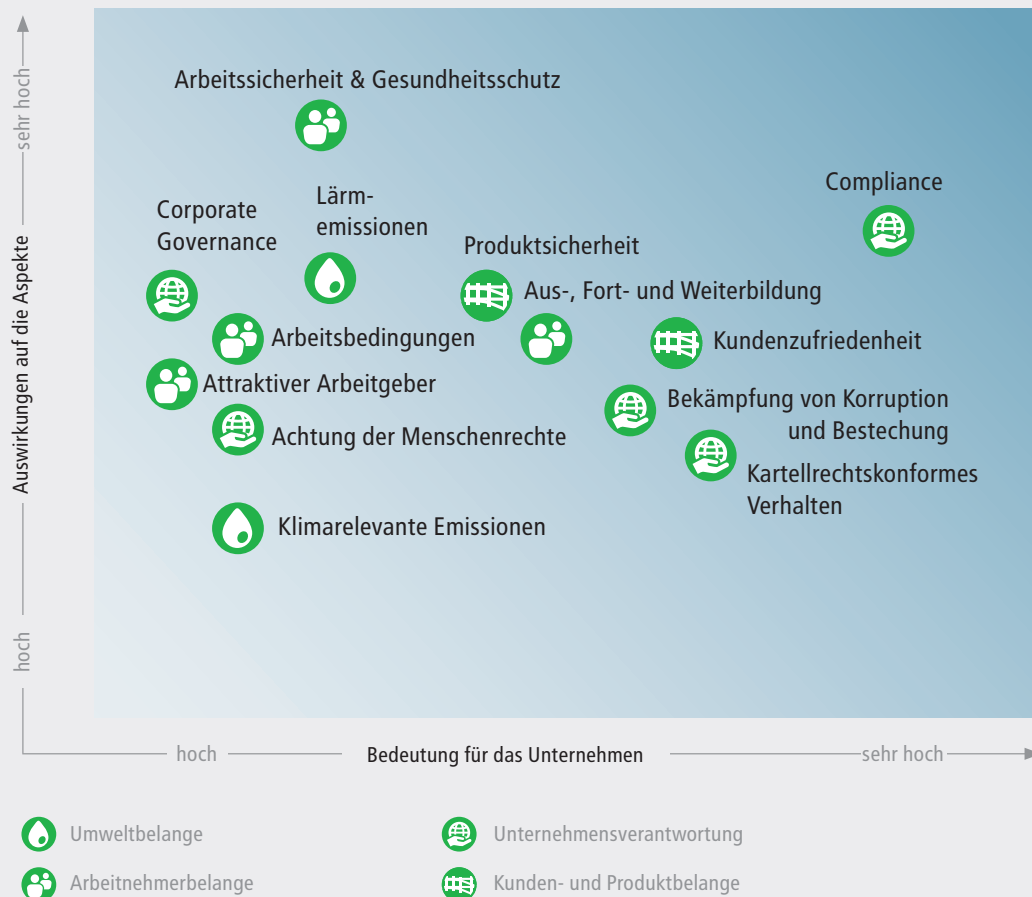 sehr hoch
Auswirkungen auf die Aspekte
hoch
Arbeitssicherheit & Gesundheitsschutz
Compliance
Corporate
Governance
Lärm-
emissionen
Produktsicherheit
Aus-, Fort- und Weiterbildung
Arbeitsbedingungen
Kundenzufriedenheit
Attraktiver Arbeitgeber
Bekämpfung von Korruption
und Bestechung
Achtung der Menschenrechte
Kartellrechtskonformes
Verhalten
Klimarelevante Emissionen
hoch
Bedeutung für das Unternehmen
sehr hoch
Umweltbelange
Unternehmensverantwortung
Arbeitnehmerbelange
Kunden- und Produktbelange